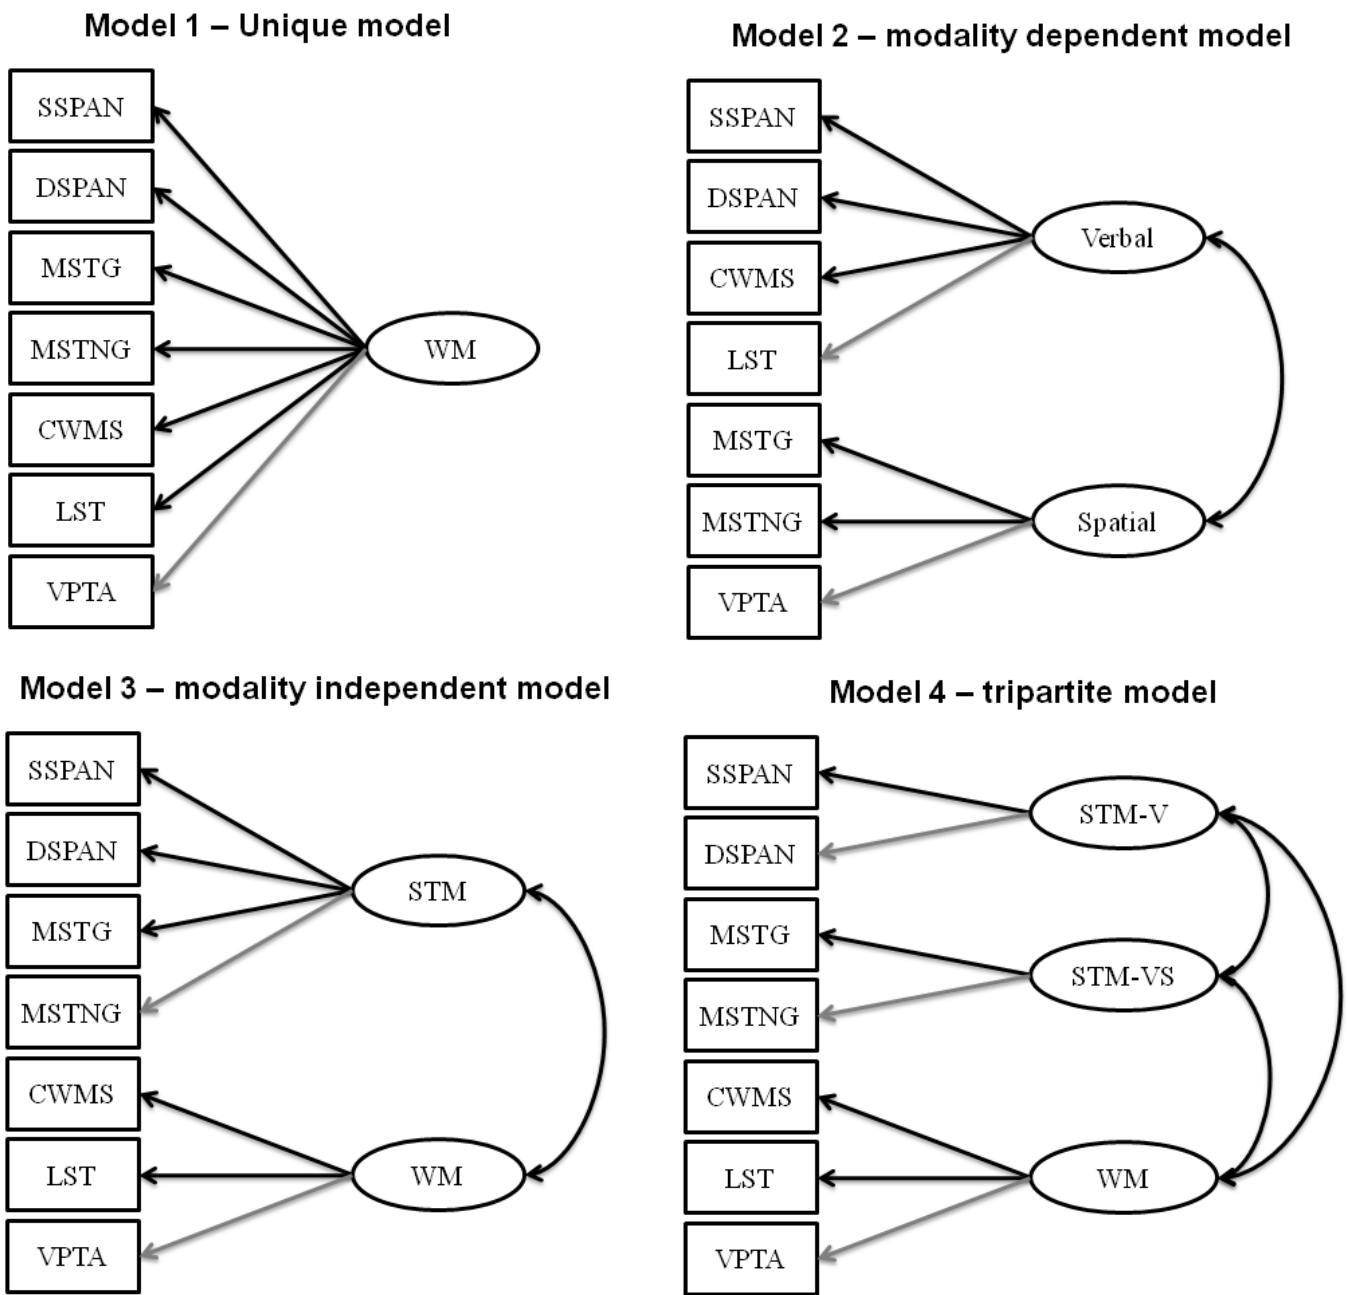 Model 1 – Unique model
SSPAN
DSPAN
MSTG
MSTNG
CWMS
LST
VPTA
WM
Model 2 – modality dependent model
SSPAN
DSPAN
CWMS
LST
MSTG
MSTNG
VPTA
Verbal
Spatial
Model 3 – modality independent model
SSPAN
DSPAN
MSTG
MSTNG
CWMS
LST
VPTA
STM
WM
Model 4 – tripartite model
SSPAN
DSPAN
MSTG
MSTNG
CWMS
LST
VPTA
STM-V
STM-VS
WM